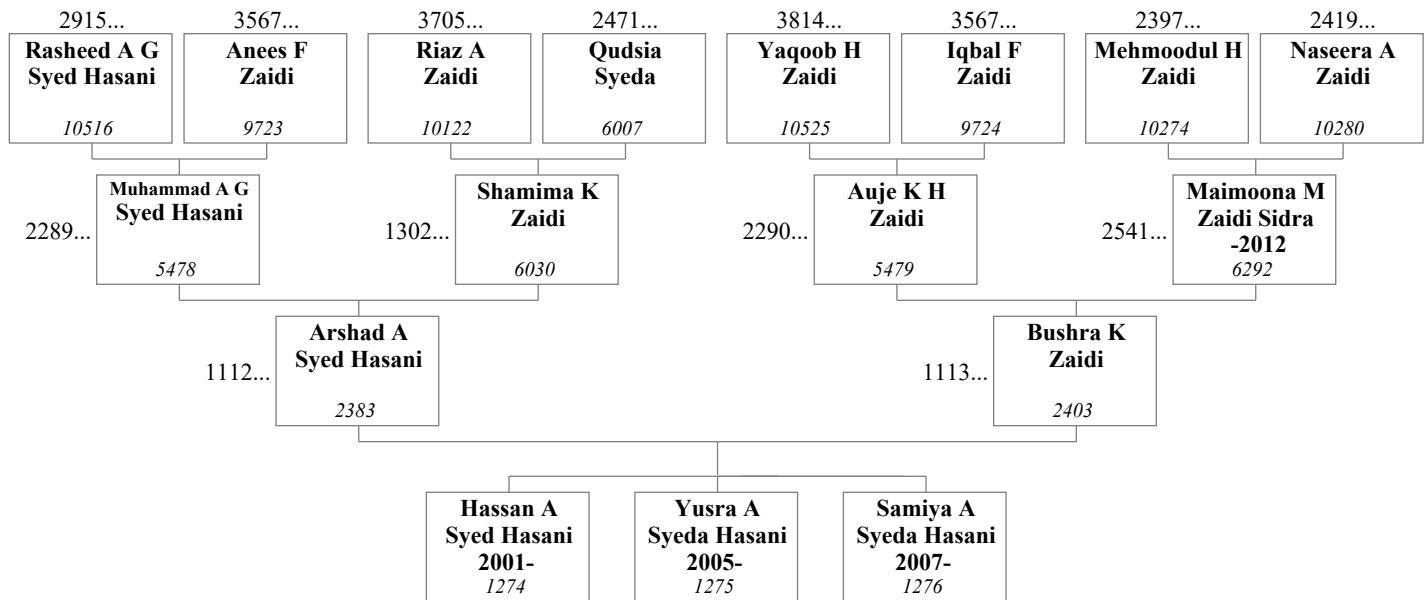 2915... 3567... 3705... 2471... 3814... 3567... 2397... 2419...
Rasheed A G Anees F Riaz A Qudsia Yaqoob H Iqbal F Mehmoodul H Naseera A
Syed Hasani Zaidi Zaidi Syeda Zaidi Zaidi Zaidi Zaidi
10516 9723 10122 6007 10525 9724 10274 10280
Muhammad A G Shamima K Auje K H Maimoona M
Syed Hasani Zaidi Zaidi Zaidi Sidra
2289... 1302... 2290... 2541... -2012
5478 6030 5479 6292
Arshad A Bushra K
Syed Hasani Zaidi
1112... 1113...
2383 2403
Hassan A Yusra A Samiya A
Syed Hasani Syeda Hasani Syeda Hasani
2001- 2005- 2007-
1274 1275 1276